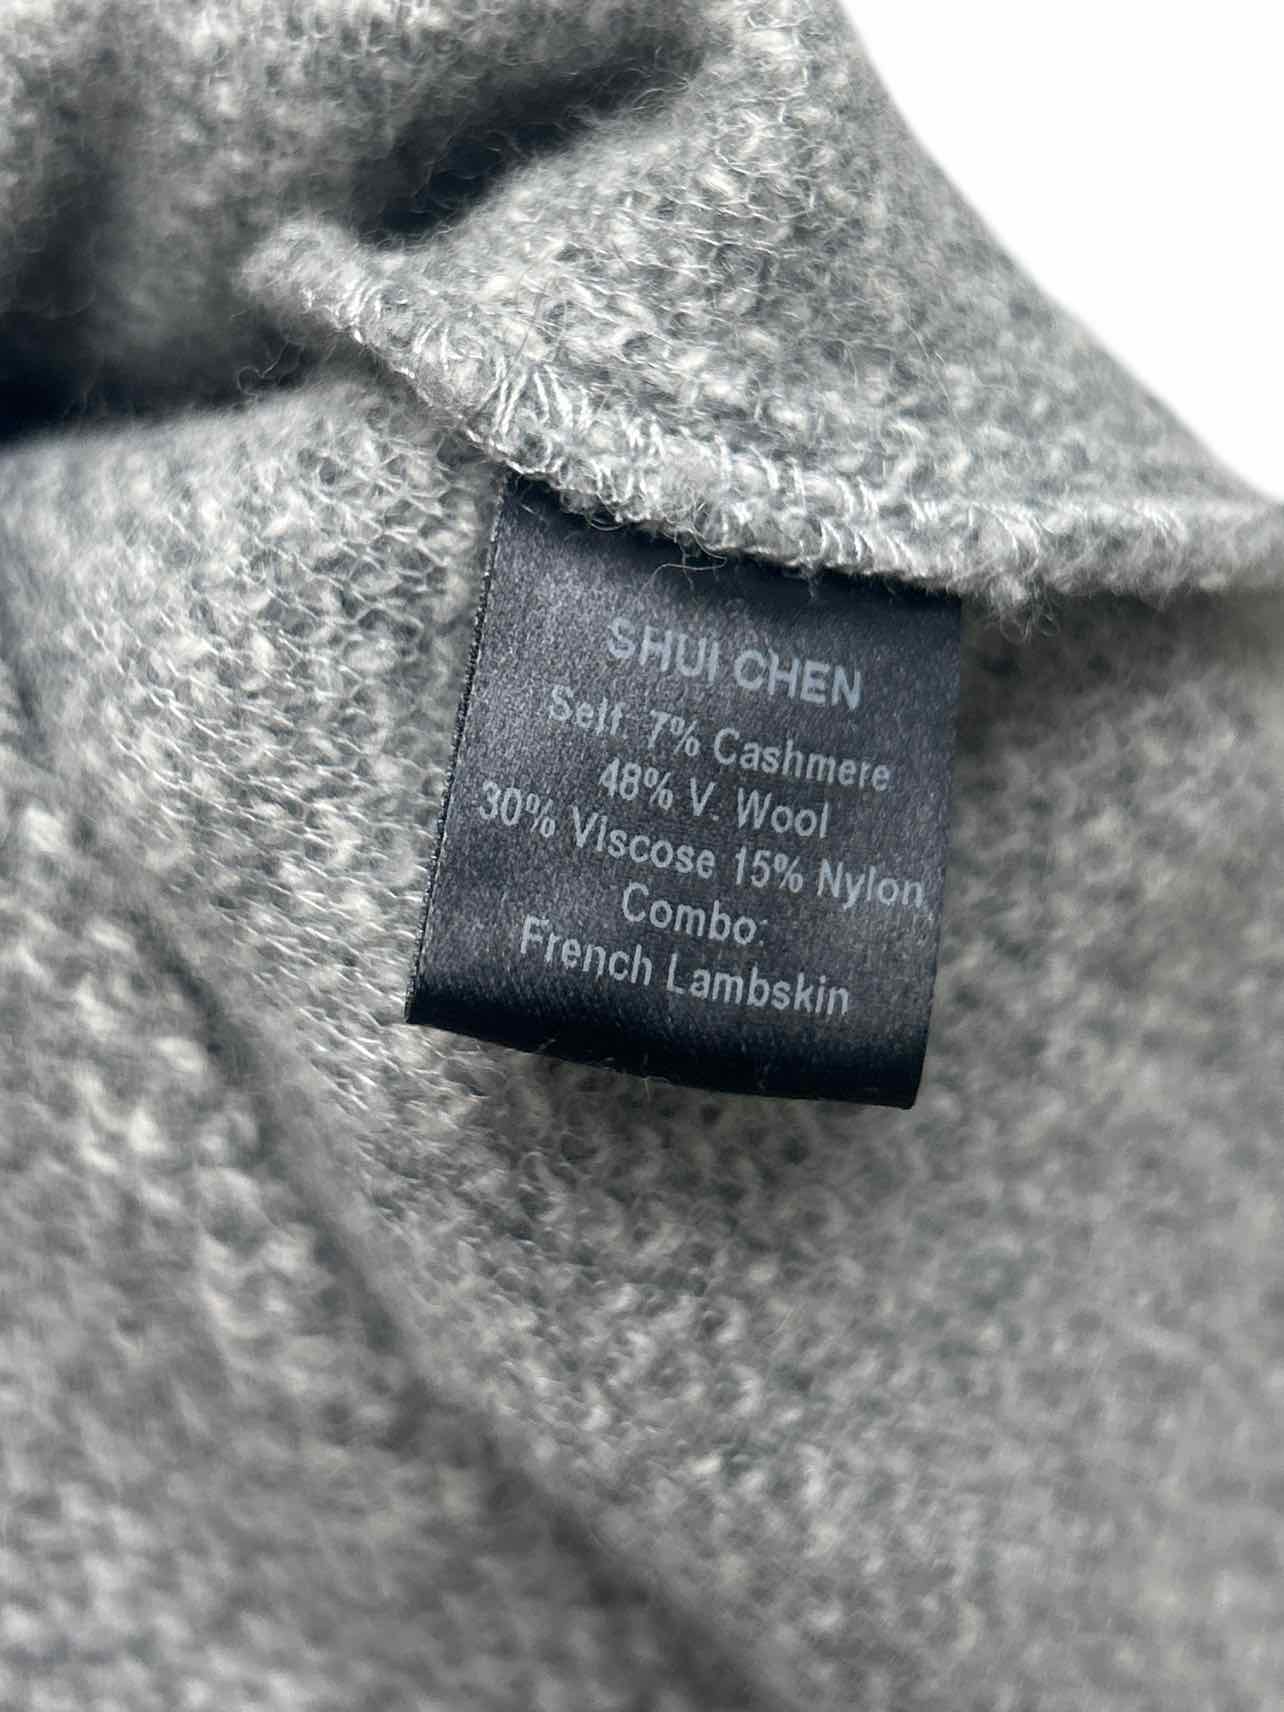 SHUI CHEN
Self: 7% Cashmere
48% V. Wool
30% Viscose 15% Nylon,
Combo:
French Lambskin